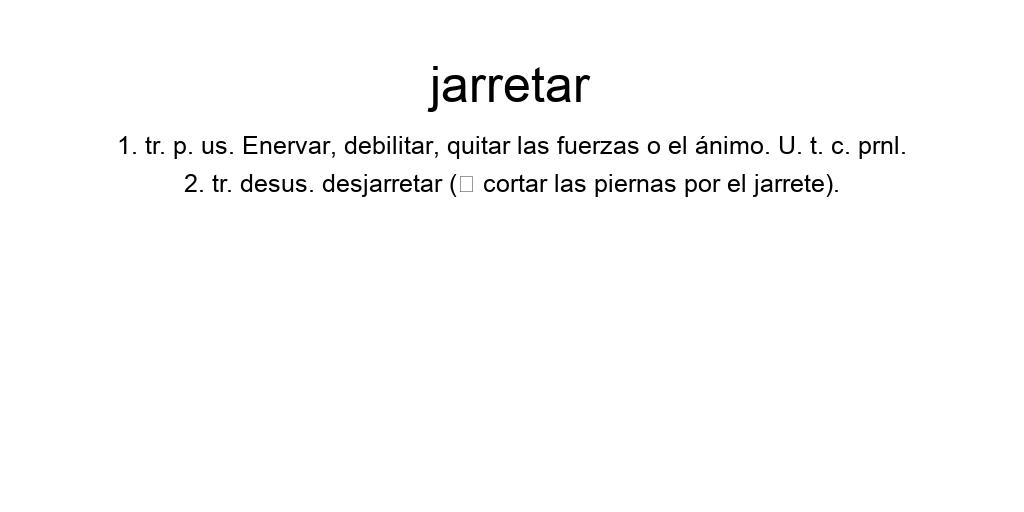 jarretar
1. tr. p. us. Enervar, debilitar, quitar las fuerzas o el ánimo. U. t. c. prnl.
2. tr. desus. desjarretar (▯ cortar las piernas por el jarrete).